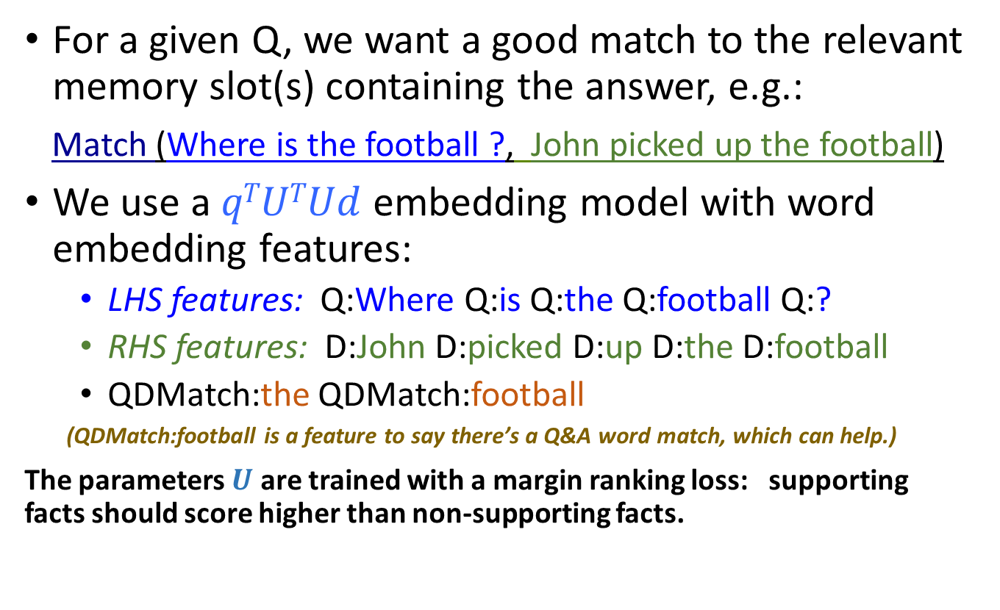 • For a given Q, we want a good match to the relevant
memory slot(s) containing the answer, e.g.:
Match (Where is the football ?, John picked up the football)
• We use a qᵀUᵀUd embedding model with word
embedding features:
• LHS features: Q:Where Q:is Q:the Q:football Q:?
• RHS features: D:John D:picked D:up D:the D:football
• QDMatch:the QDMatch:football
(QDMatch:football is a feature to say there’s a Q&A word match, which can help.)
The parameters U are trained with a margin ranking loss: supporting
facts should score higher than non-supporting facts.